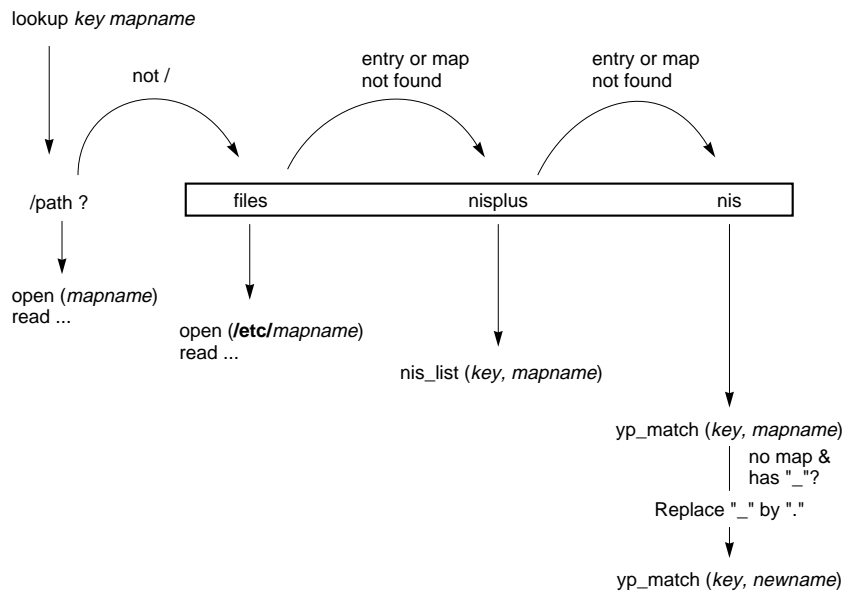 lookup key mapname
not /
entry or map
not found
entry or map
not found
/path ?
files
nisplus
nis
open (mapname)
read ...
open (/etc/mapname)
read ...
nis_list (key, mapname)
yp_match (key, mapname)
no map &
has "_"?
Replace "_" by "."
yp_match (key, newname)